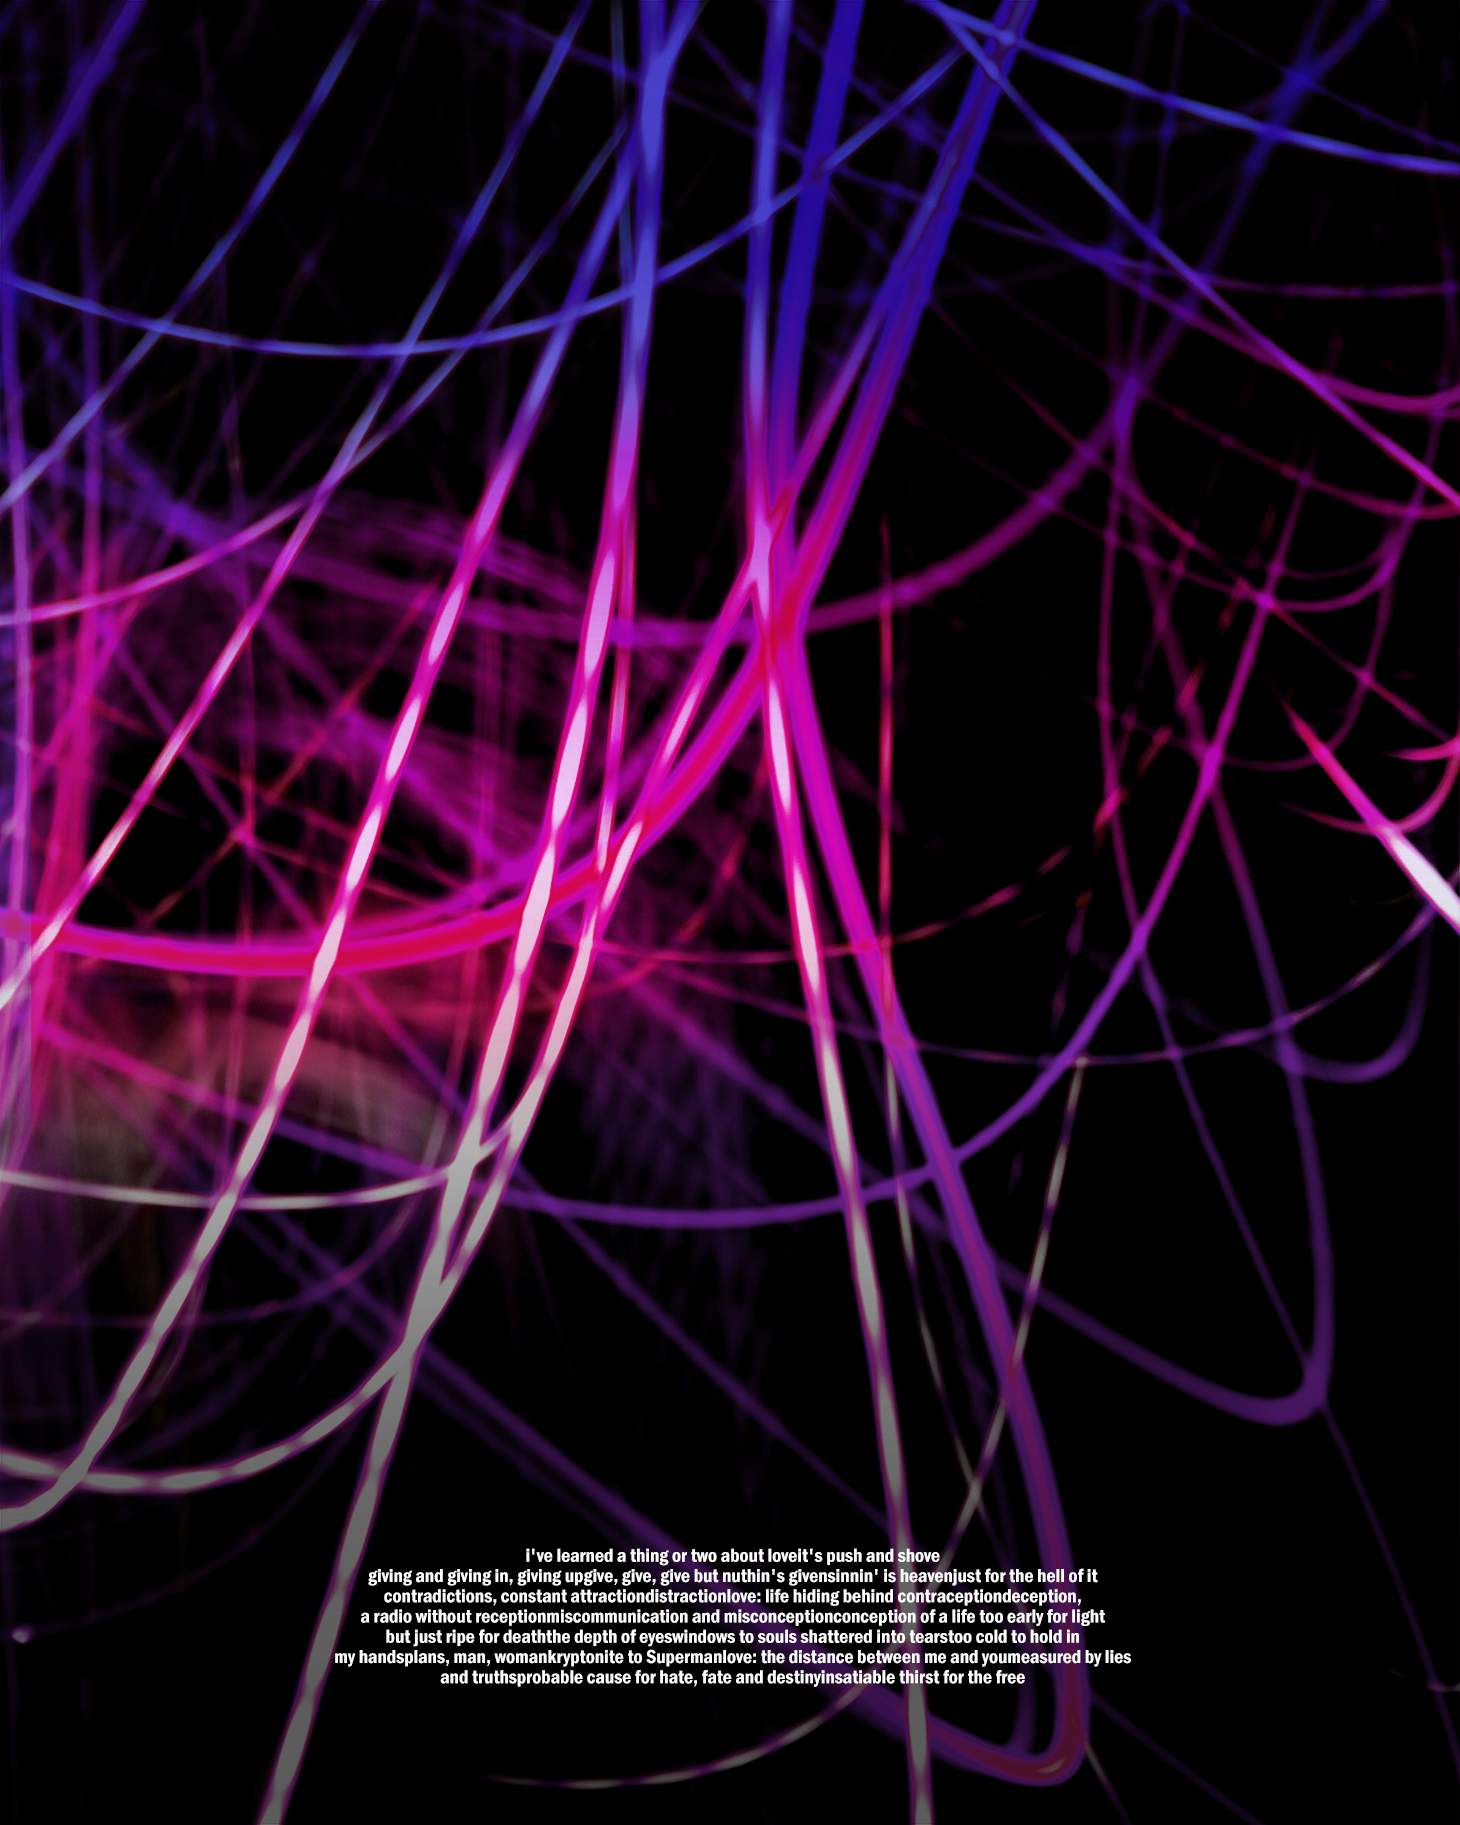 i've learned a thing or two about loveit's push and shove
giving and giving in, giving upgive, give, give but nuthin's givensinnin' is heavenjust for the hell of it
contradictions, constant attractiondistractionlove: life hiding behind contraceptiondeception,
a radio without receptionmiscommunication and misconceptionconception of a life too early for light
but just ripe for deaththe depth of eyeswindows to souls shattered into tearstoo cold to hold in
my handsplans, man, womankryptonite to Supermanlove: the distance between me and youmeasured by lies
and truthsprobable cause for hate, fate and destinyinsatiable thirst for the free